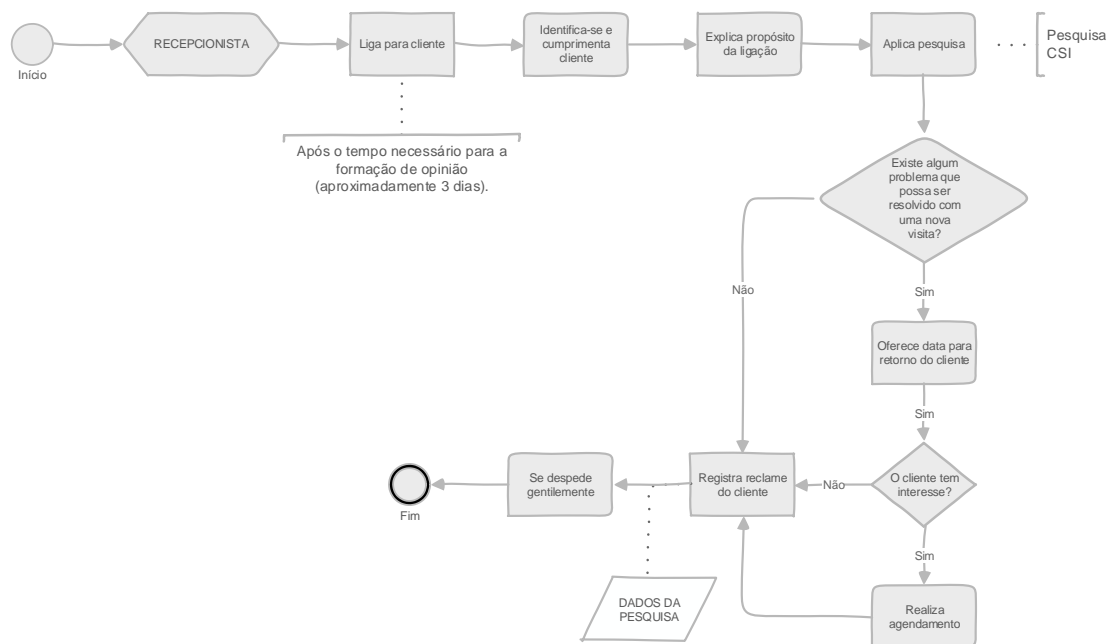 Início
RECEPCIONISTA
Liga para cliente
Identifica-se e
cumprimenta
cliente
Explica propósito
da ligação
Aplica pesquisa
Pesquisa
CSI
Após o tempo necessário para a
formação de opinião
(aproximadamente 3 dias).
Existe algum
problema que
possa ser
resolvido com
uma nova
visita?
Não
Sim
Oferece data para
retorno do cliente
Sim
O cliente tem
interesse?
Não
Registra reclame
do cliente
Se despede
gentilemente
Fim
Sim
Realiza
agendamento
DADOS DA
PESQUISA